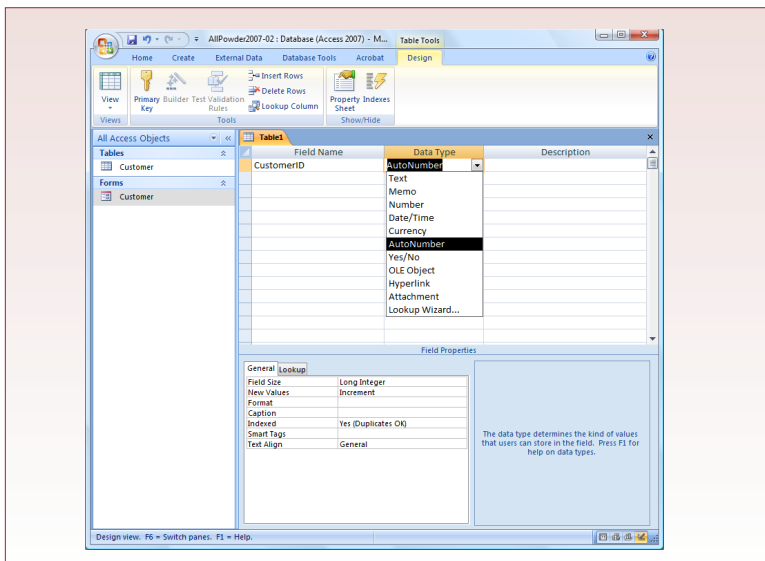 AllPowder2007-02 : Database (Access 2007) - M... Table Tools
Home Create External Data Database Tools Acrobat Design
View
Views
Primary Key
Builder
Test Validation Rules
Insert Rows
Delete Rows
Lookup Column
Tools
Property Sheet
Indexes
Show/Hide
All Access Objects
Tables
Customer
Forms
Customer
Table1
Field Name Data Type Description
CustomerID AutoNumber
Text
Memo
Number
Date/Time
Currency
AutoNumber
Yes/No
OLE Object
Hyperlink
Attachment
Lookup Wizard...
Field Properties
General Lookup
Field Size Long Integer
New Values Increment
Format
Caption
Indexed Yes (Duplicates OK)
Smart Tags
Text Align General
The data type determines the kind of values
that users can store in the field. Press F1 for
help on data types.
Design view. F6 = Switch panes. F1 = Help.